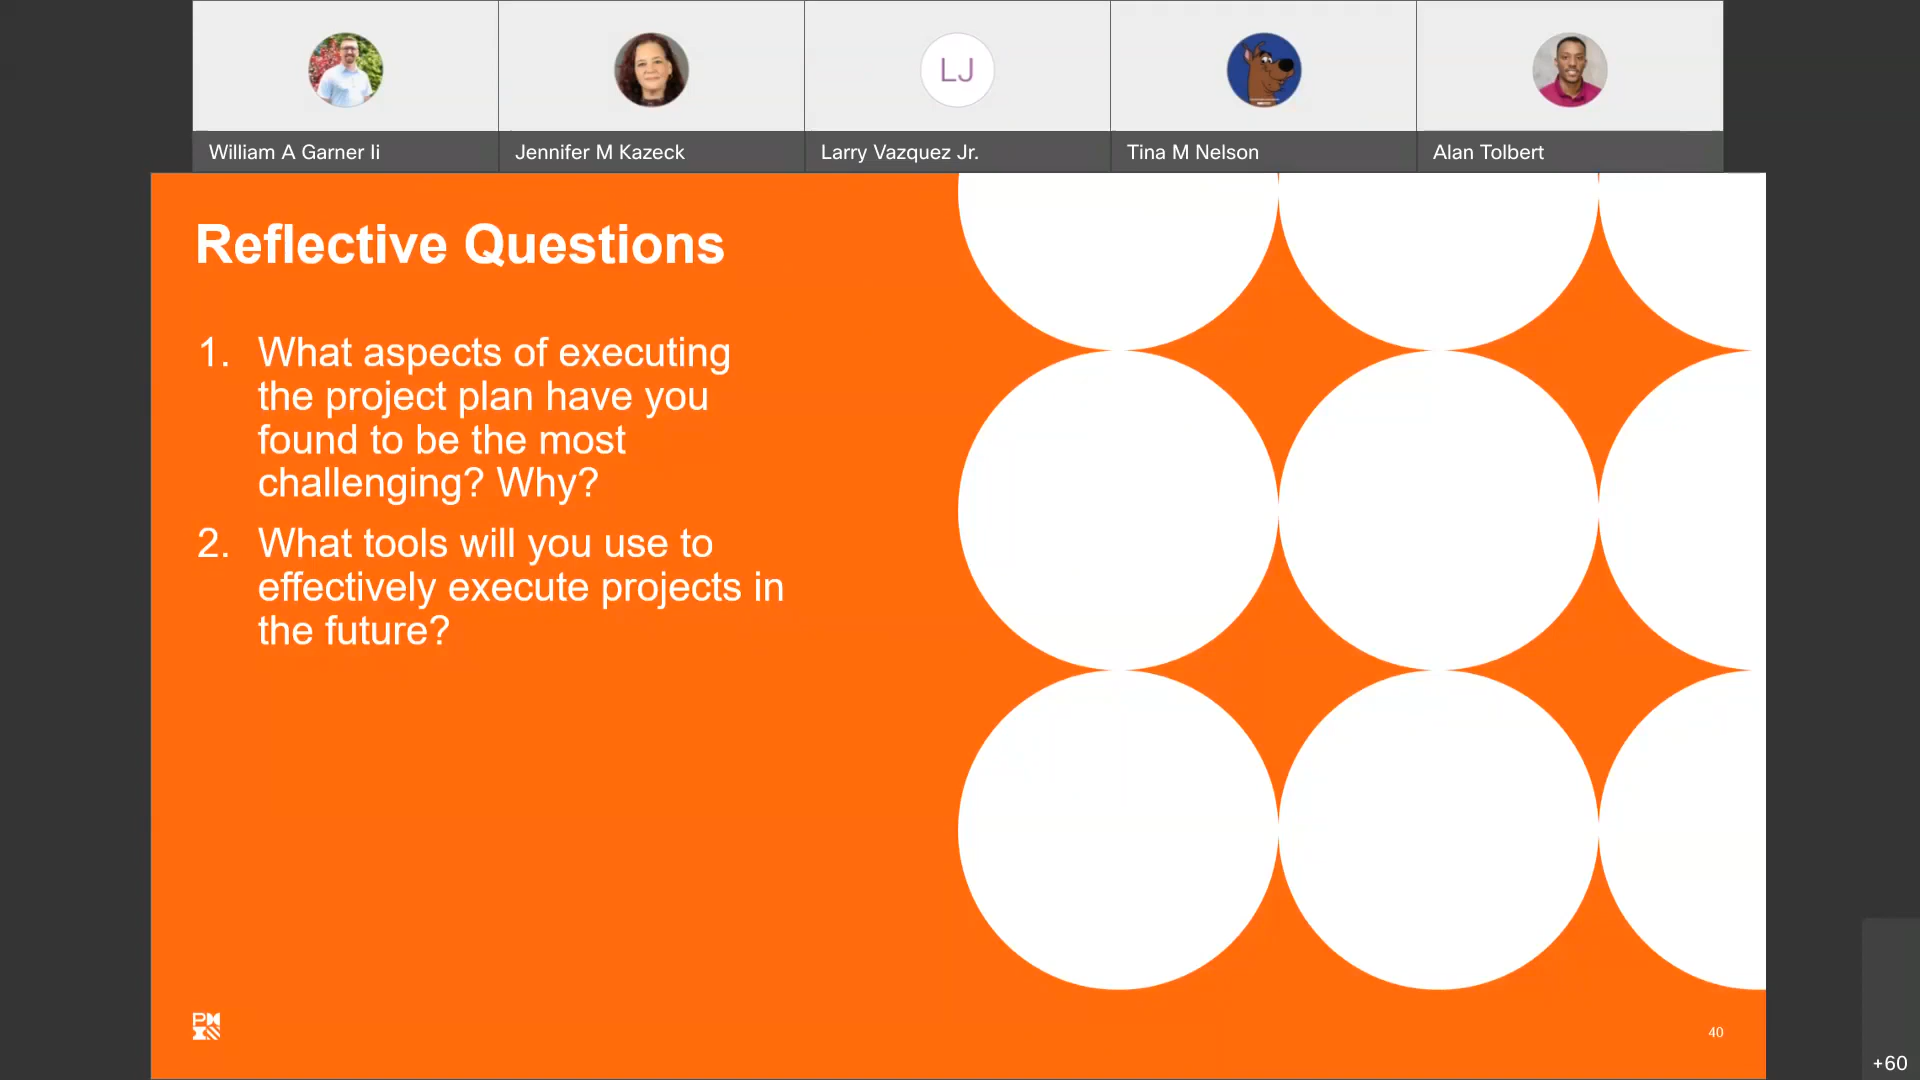 LJ
William A Garner Ii
Jennifer M Kazeck
Larry Vazquez Jr.
Tina M Nelson
Alan Tolbert
Reflective Questions
1. What aspects of executing
the project plan have you
found to be the most
challenging? Why?
2. What tools will you use to
effectively execute projects in
the future?
40
+60